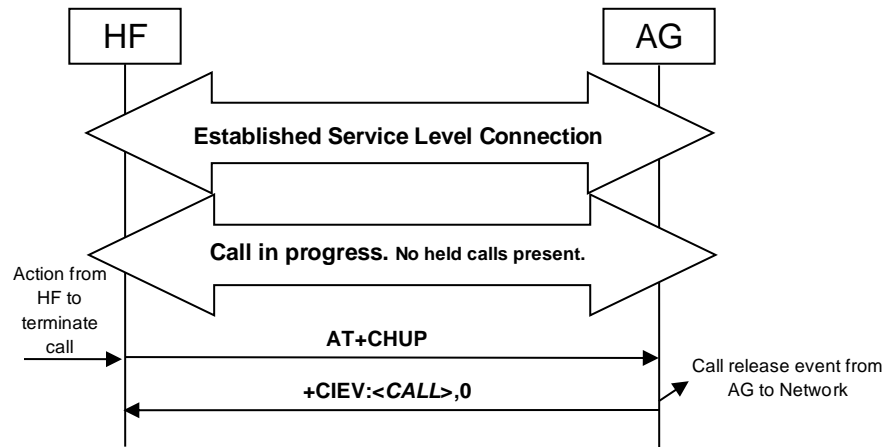 HF
AG
Established Service Level Connection
Call in progress. No held calls present.
Action from
HF to
terminate
call
AT+CHUP
Call release event from
AG to Network
+CIEV:<CALL>,0